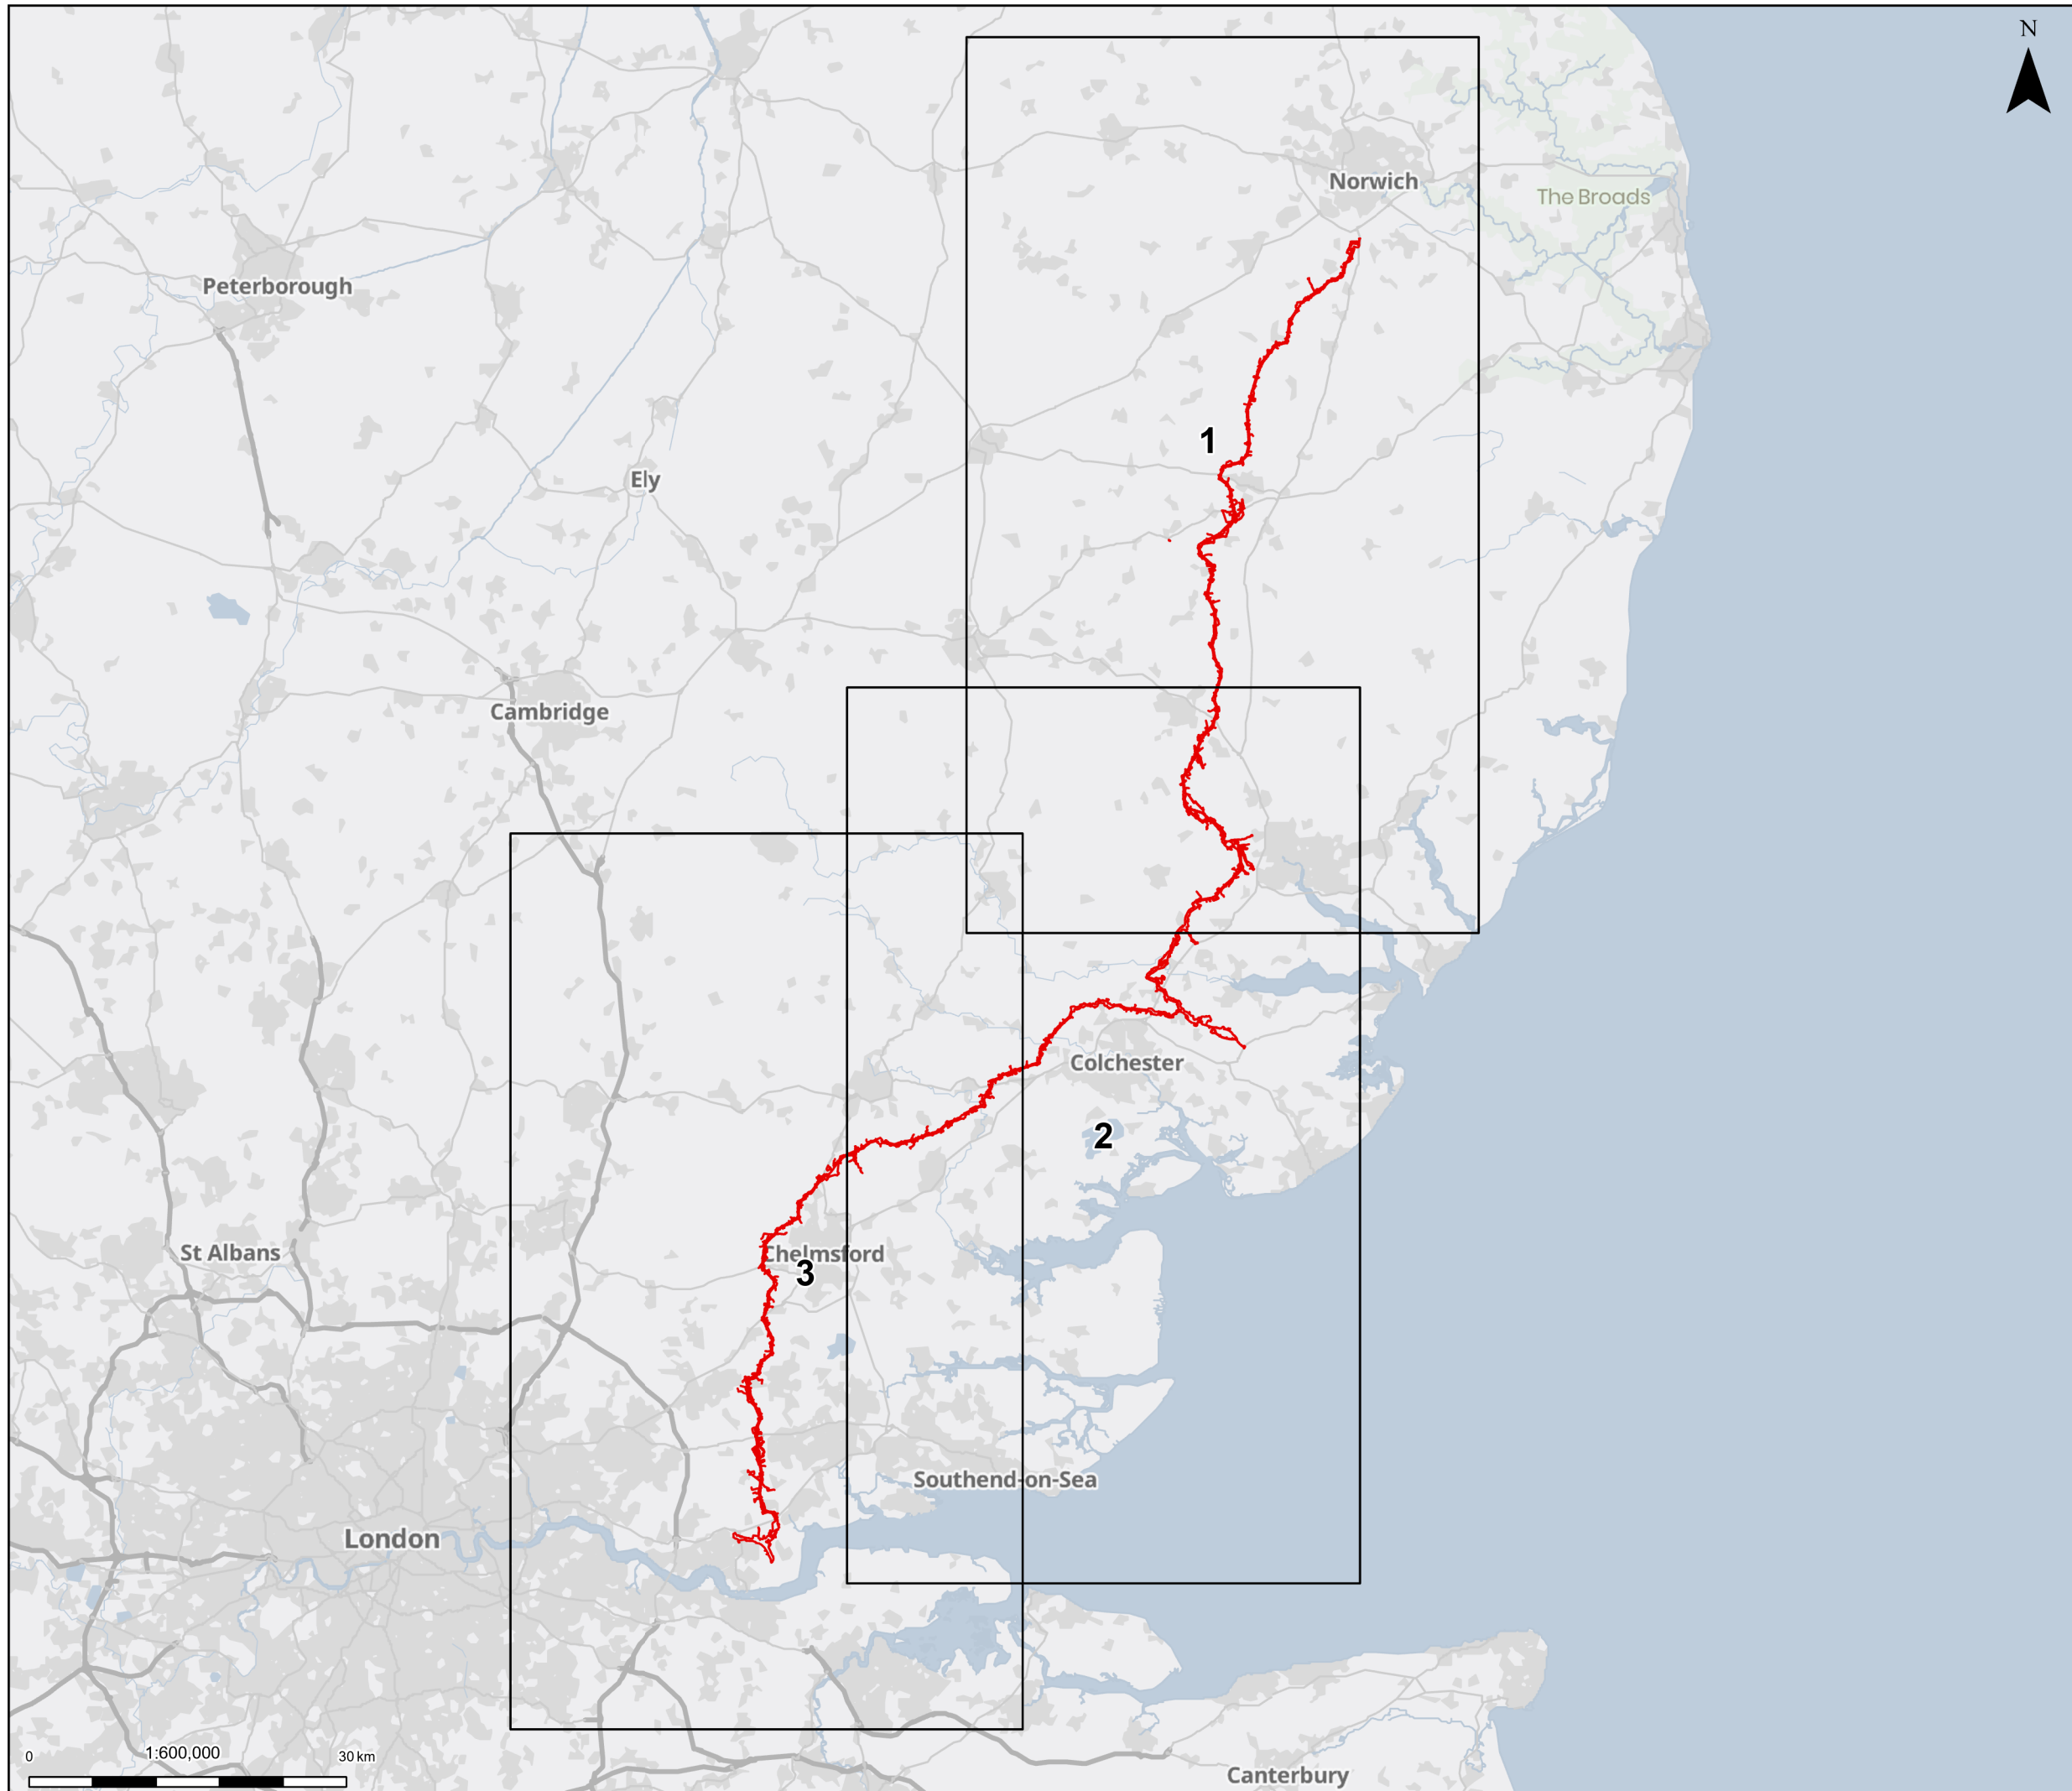 N
Norwich
The Broads
Peterborough
1
Ely
Cambridge
Colchester
2
St Albans
Chelmsford
3
Southend-on-Sea
London
0 1:600,000 30 km
Canterbury